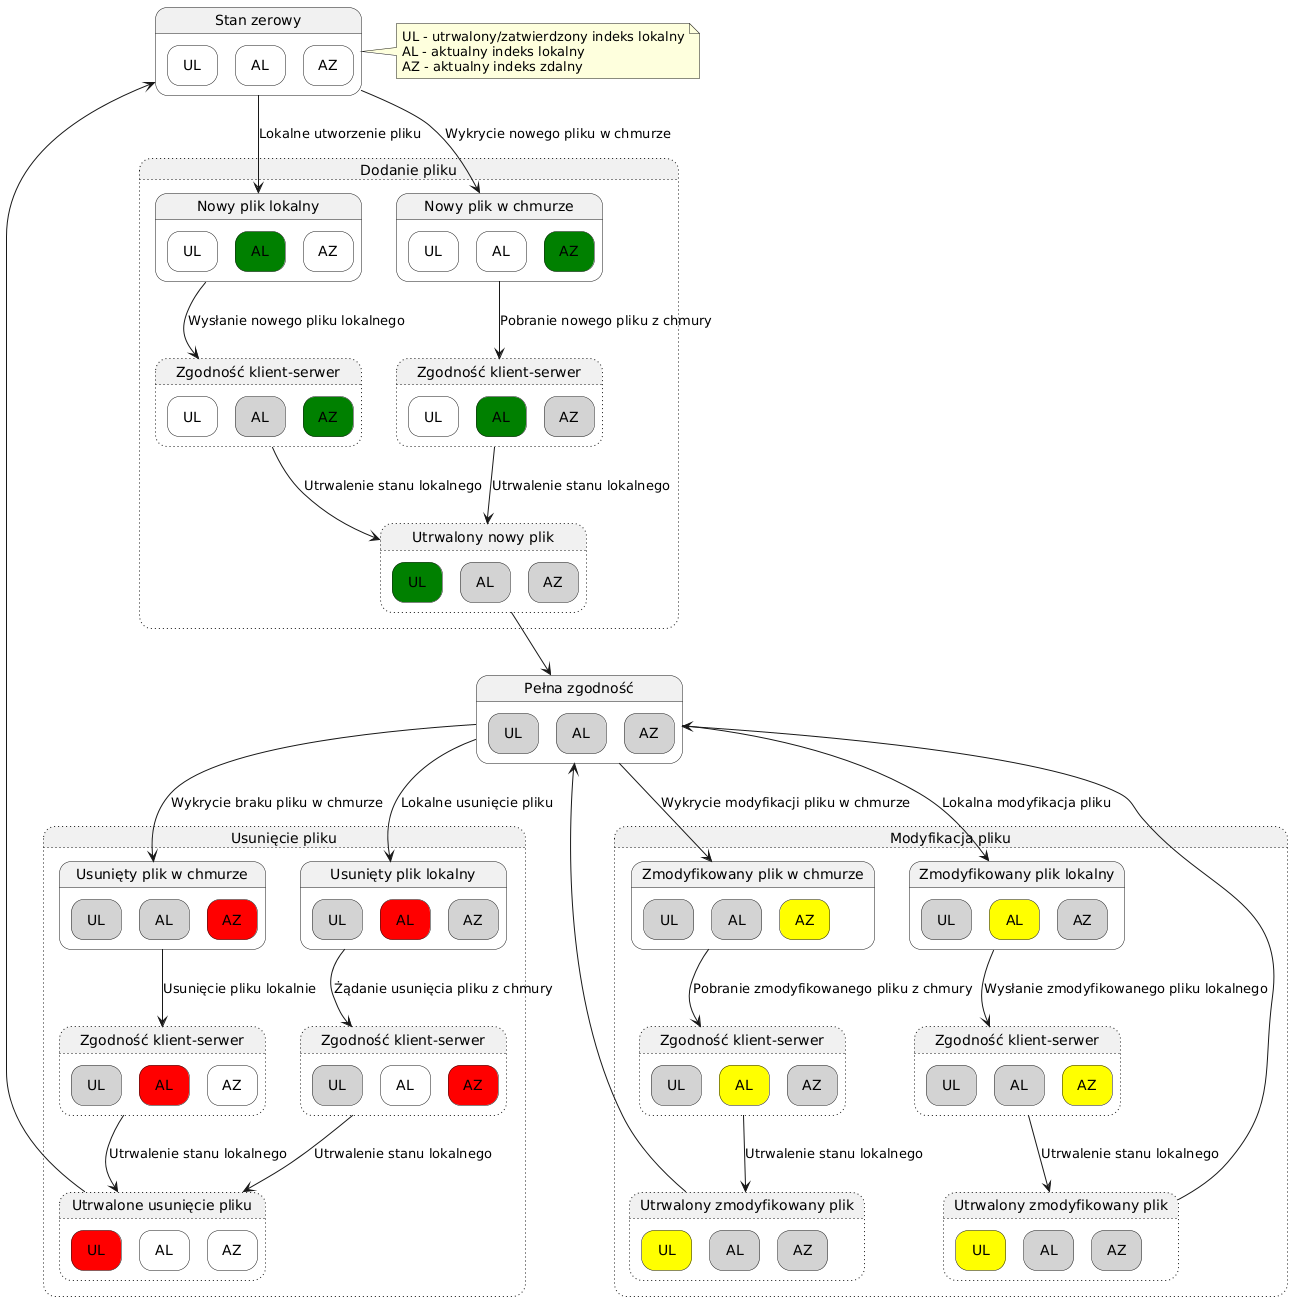 Stan zerowy
UL AL AZ
UL - utrwalony/zatwierdzony indeks lokalny
AL - aktualny indeks lokalny
AZ - aktualny indeks zdalny
Lokalne utworzenie pliku
Wykrycie nowego pliku w chmurze
Dodanie pliku
Nowy plik lokalny
UL AL AZ
Nowy plik w chmurze
UL AL AZ
Wysłanie nowego pliku lokalnego
Pobranie nowego pliku z chmury
Zgodność klient-serwer
UL AL AZ
Zgodność klient-serwer
UL AL AZ
Utrwalenie stanu lokalnego
Utrwalenie stanu lokalnego
Utrwalony nowy plik
UL AL AZ
Pełna zgodność
UL AL AZ
Wykrycie braku pliku w chmurze
Lokalne usunięcie pliku
Wykrycie modyfikacji pliku w chmurze
Lokalna modyfikacja pliku
Usunięcie pliku
Usunięty plik w chmurze
UL AL AZ
Usunięty plik lokalny
UL AL AZ
Usunięcie pliku lokalnie
Żądanie usunięcia pliku z chmury
Zgodność klient-serwer
UL AL AZ
Zgodność klient-serwer
UL AL AZ
Utrwalenie stanu lokalnego
Utrwalenie stanu lokalnego
Utrwalone usunięcie pliku
UL AL AZ
Modyfikacja pliku
Zmodyfikowany plik w chmurze
UL AL AZ
Zmodyfikowany plik lokalny
UL AL AZ
Pobranie zmodyfikowanego pliku z chmury
Wysłanie zmodyfikowanego pliku lokalnego
Zgodność klient-serwer
UL AL AZ
Zgodność klient-serwer
UL AL AZ
Utrwalenie stanu lokalnego
Utrwalenie stanu lokalnego
Utrwalony zmodyfikowany plik
UL AL AZ
Utrwalony zmodyfikowany plik
UL AL AZ